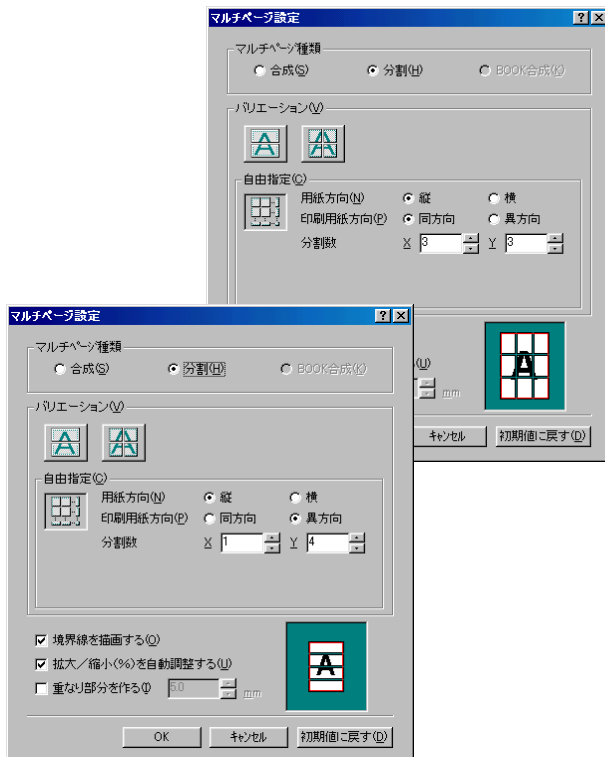 マルチページ設定
マルチページ種類
合成(S) 分割(H) BOOK合成(K)
バリエーション(V)
自由指定(C)
用紙方向(N) 縦 横
印刷用紙方向(P) 同方向 異方向
分割数 X 3 Y 3
(U)
mm
キャンセル 初期値に戻す(D)
マルチページ設定
マルチページ種類
合成(S) 分割(H) BOOK合成(K)
バリエーション(V)
自由指定(C)
用紙方向(N) 縦 横
印刷用紙方向(P) 同方向 異方向
分割数 X 1 Y 4
境界線を描画する(O)
拡大/縮小(%)を自動調整する(U)
重なり部分を作る(I) 5.0 mm
OK キャンセル 初期値に戻す(D)